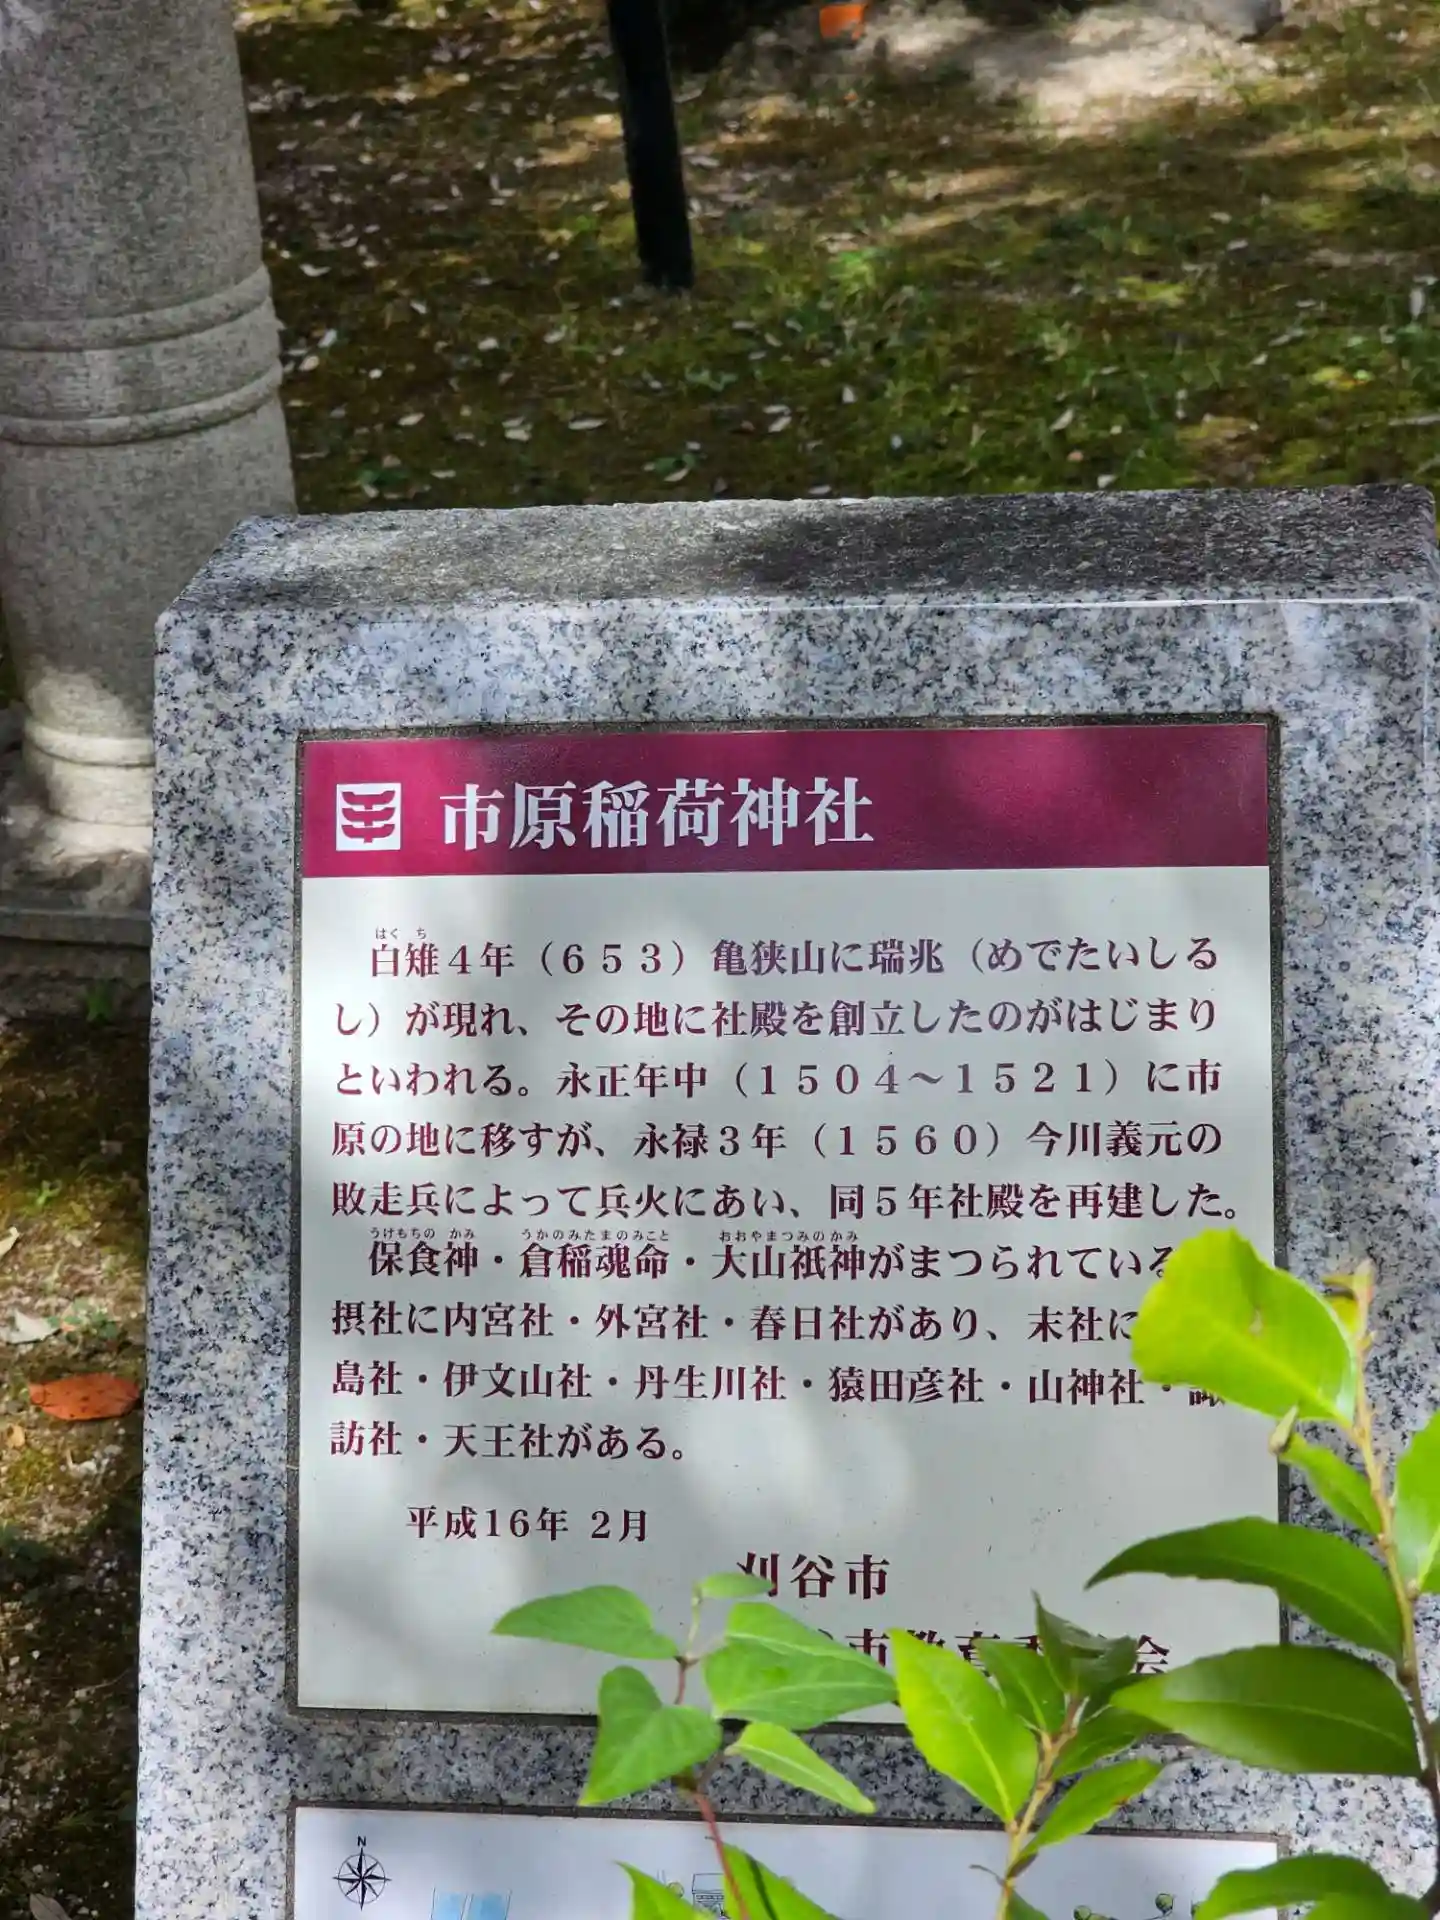 市原稲荷神社
はく ち
白雉4年（653）亀狭山に瑞兆（めでたいしる
し）が現れ、その地に社殿を創立したのがはじまり
といわれる。永正年中（1504～1521）に市
原の地に移すが、永禄3年（1560）今川義元の
敗走兵によって兵火にあい、同5年社殿を再建した。
うけもちの かみ うかのみたまのみこと おおやまつみのかみ
保食神・倉稲魂命・大山祇神がまつられている
摂社に内宮社・外宮社・春日社があり、末社に
島社・伊文山社・丹生川社・猿田彦社・山神社・諏
訪社・天王社がある。
平成16年 2月
刈谷市
市教育委 会
N